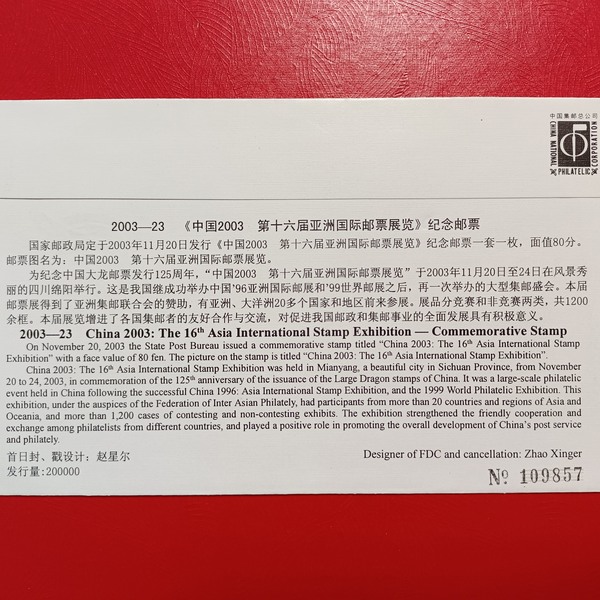 中国集邮总公司
CHINA NATIONAL
PHILATELIC
CORPORATION
2003—23 《中国2003 第十六届亚洲国际邮票展览》纪念邮票
国家邮政局定于2003年11月20日发行《中国2003 第十六届亚洲国际邮票展览》纪念邮票一套一枚，面值80分。
邮票图名为：中国2003 第十六届亚洲国际邮票展览。
为纪念中国大龙邮票发行125周年，“中国2003 第十六届亚洲国际邮票展览”于2003年11月20日至24日在风景秀
丽的四川绵阳举行。这是我国继成功举办中国'96亚洲国际邮展和'99世界邮展之后，再一次举办的大型集邮盛会。本届
邮票展得到了亚洲集邮联合会的赞助，有亚洲、大洋洲20多个国家和地区前来参展。展品分竞赛和非竞赛两类，共1200
余框。本届展览增进了各国集邮者的友好合作与交流，对促进我国邮政和集邮事业的全面发展具有积极意义。
2003—23 China 2003: The 16th Asia International Stamp Exhibition — Commemorative Stamp
On November 20, 2003 the State Post Bureau issued a commemorative stamp titled “China 2003: The 16th Asia International Stamp
Exhibition” with a face value of 80 fen. The picture on the stamp is titled “China 2003: The 16th Asia International Stamp Exhibition”.
China 2003: The 16th Asia International Stamp Exhibition was held in Mianyang, a beautiful city in Sichuan Province, from November
20 to 24, 2003, in commemoration of the 125th anniversary of the issuance of the Large Dragon stamps of China. It was a large-scale philatelic
event held in China following the successful China 1996: Asia International Stamp Exhibition, and the 1999 World Philatelic Exhibition. This
exhibition, under the auspices of the Federation of Inter Asian Philately, had participants from more than 20 countries and regions of Asia and
Oceania, and more than 1,200 cases of contesting and non-contesting exhibits. The exhibition strengthened the friendly cooperation and
exchange among philatelists from different countries, and played a positive role in promoting the overall development of China's post service
and philately.
首日封、戳设计：赵星尔 Designer of FDC and cancellation: Zhao Xinger
发行量：200000 № 109857